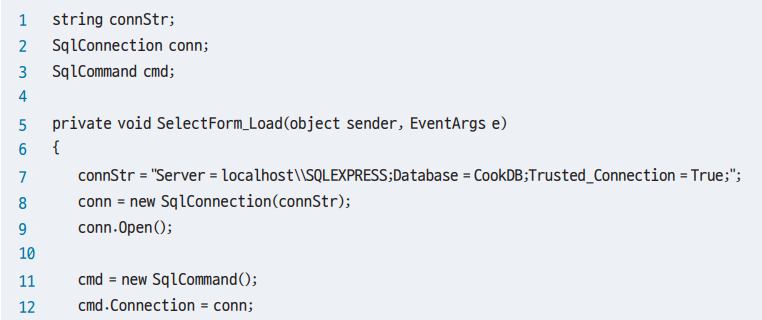 1 string connStr;
2 SqlConnection conn;
3 SqlCommand cmd;
4
5 private void SelectForm_Load(object sender, EventArgs e)
6 {
7 connStr = "Server = localhost\\SQLEXPRESS;Database = CookDB;Trusted_Connection = True;";
8 conn = new SqlConnection(connStr);
9 conn.Open();
10
11 cmd = new SqlCommand();
12 cmd.Connection = conn;